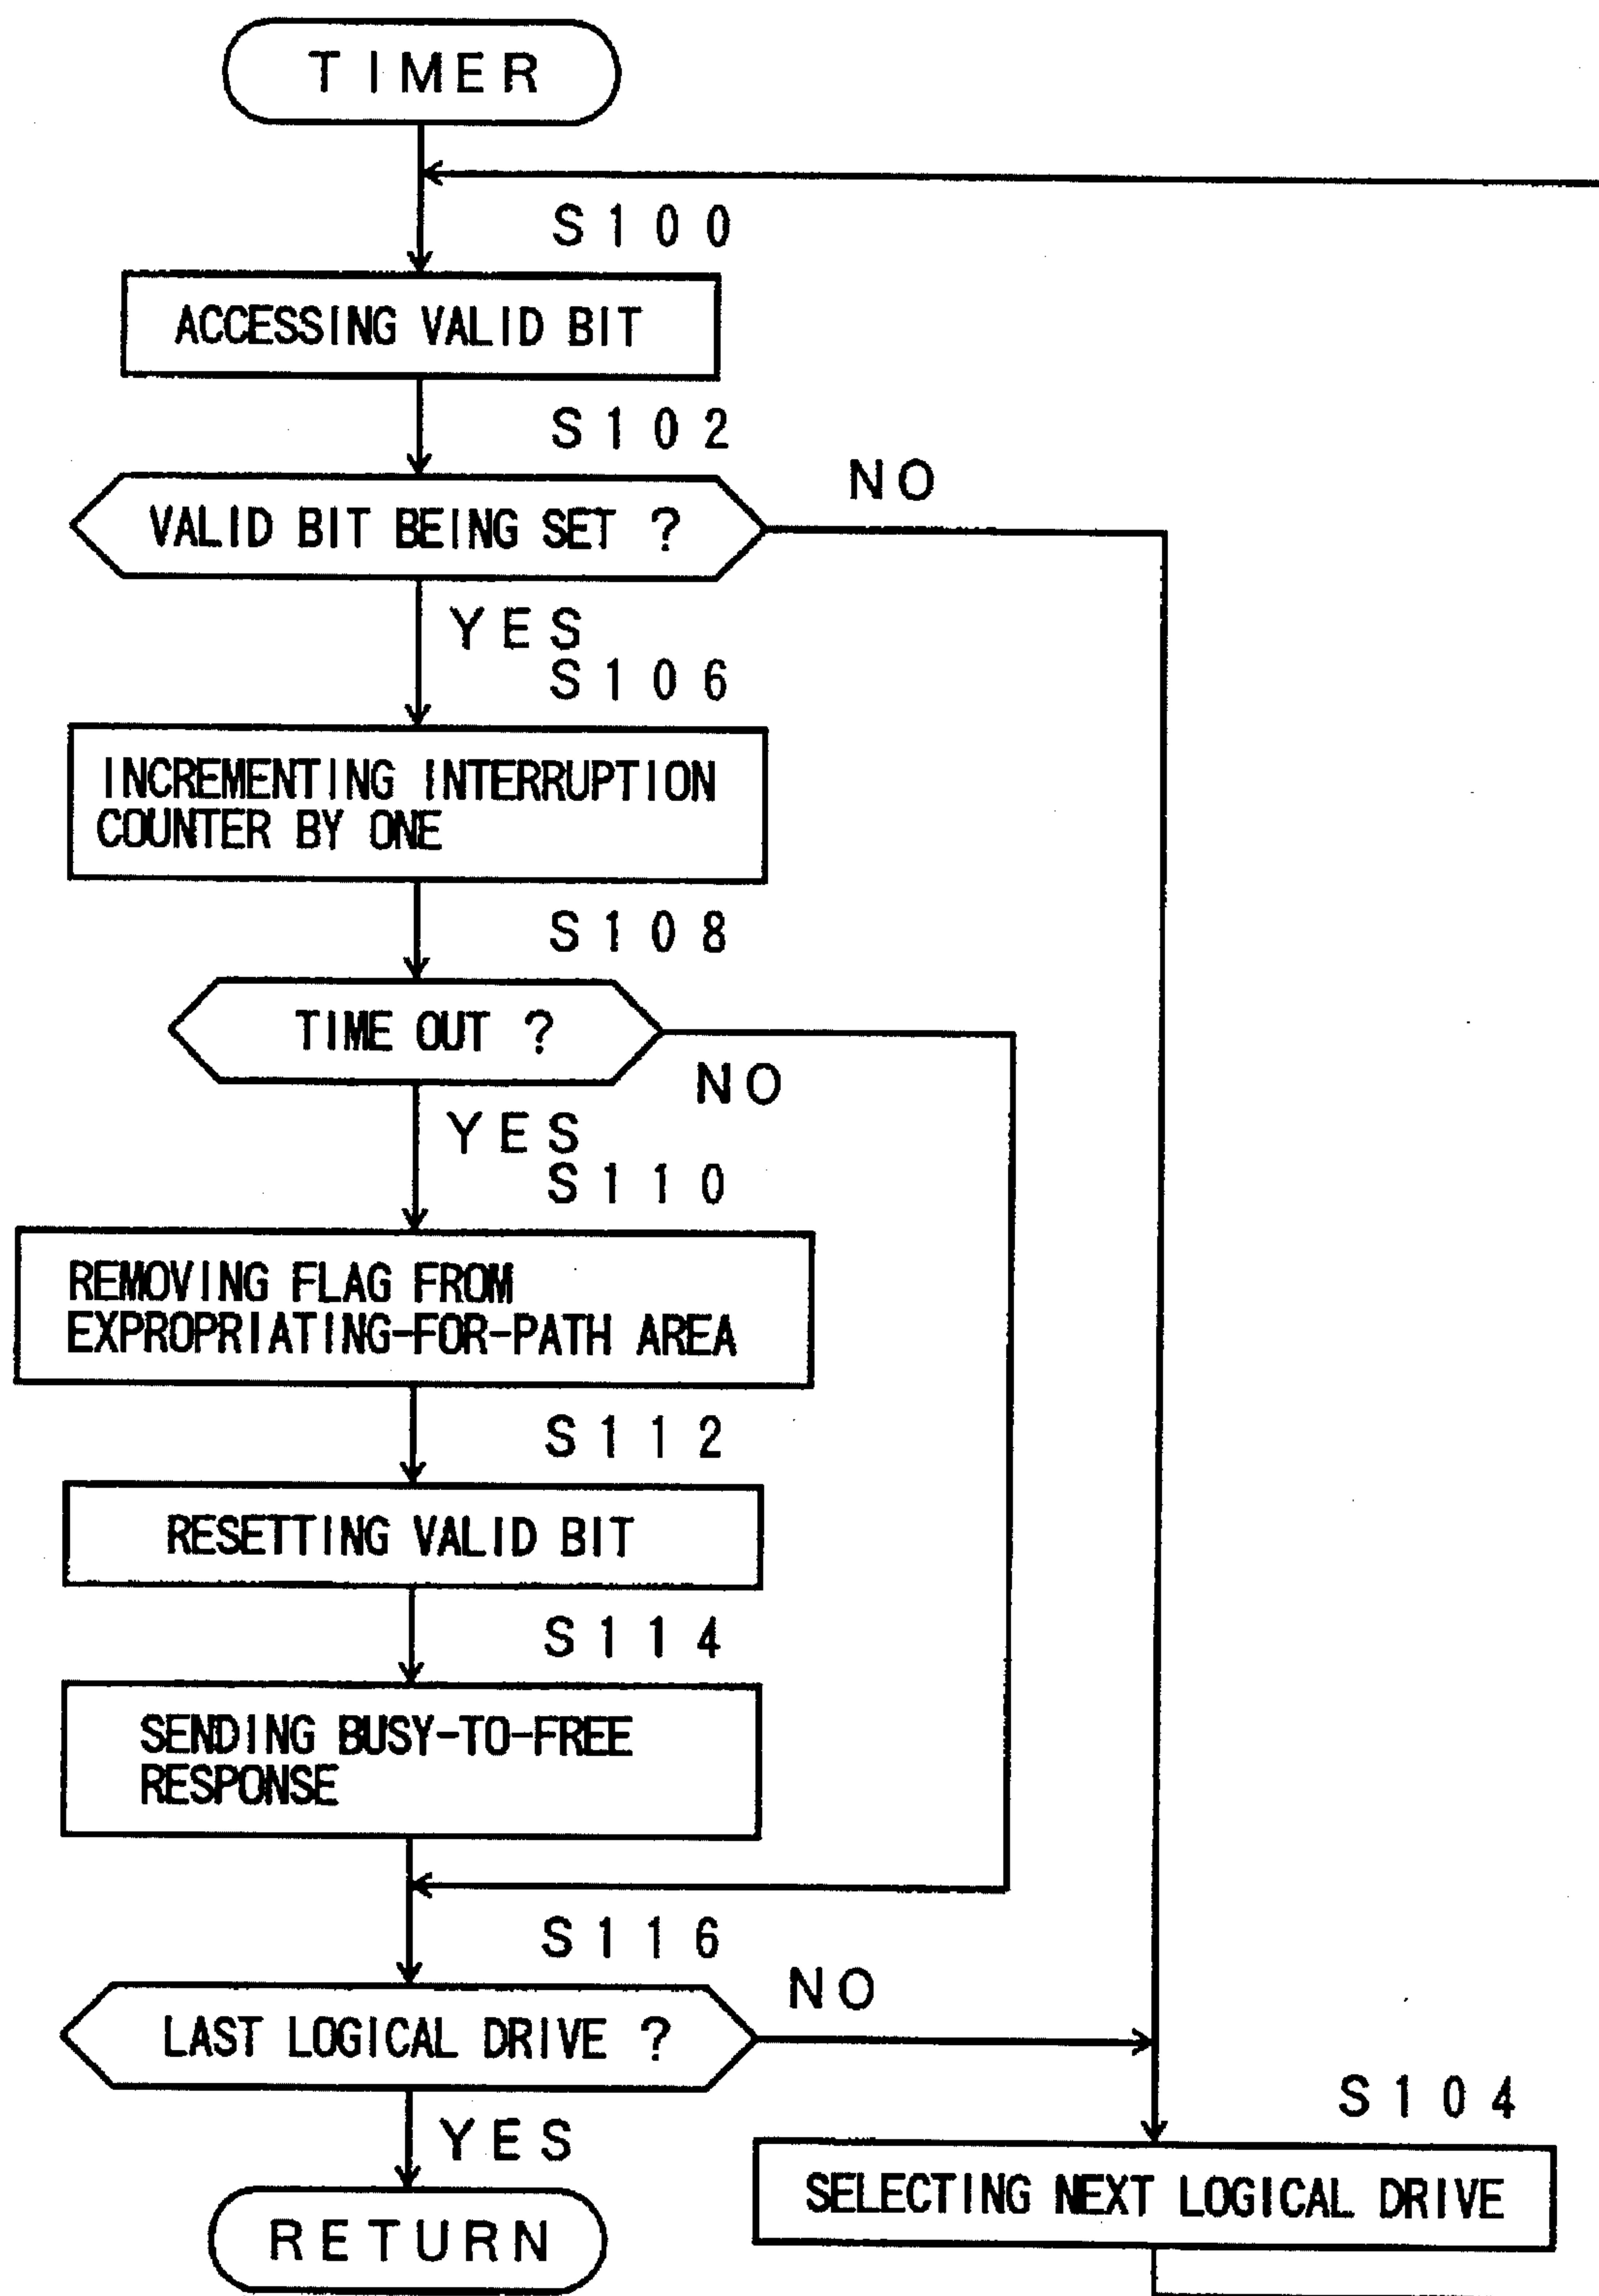 TIMER
S100
ACCESSING VALID BIT
S102
VALID BIT BEING SET ?
NO
YES
S106
INCREMENTING INTERRUPTION
COUNTER BY ONE
S108
TIME OUT ?
NO
YES
S110
REMOVING FLAG FROM
EXPROPRIATING-FOR-PATH AREA
S112
RESETTING VALID BIT
S114
SENDING BUSY-TO-FREE
RESPONSE
S116
LAST LOGICAL DRIVE ?
NO
YES
S104
SELECTING NEXT LOGICAL DRIVE
RETURN